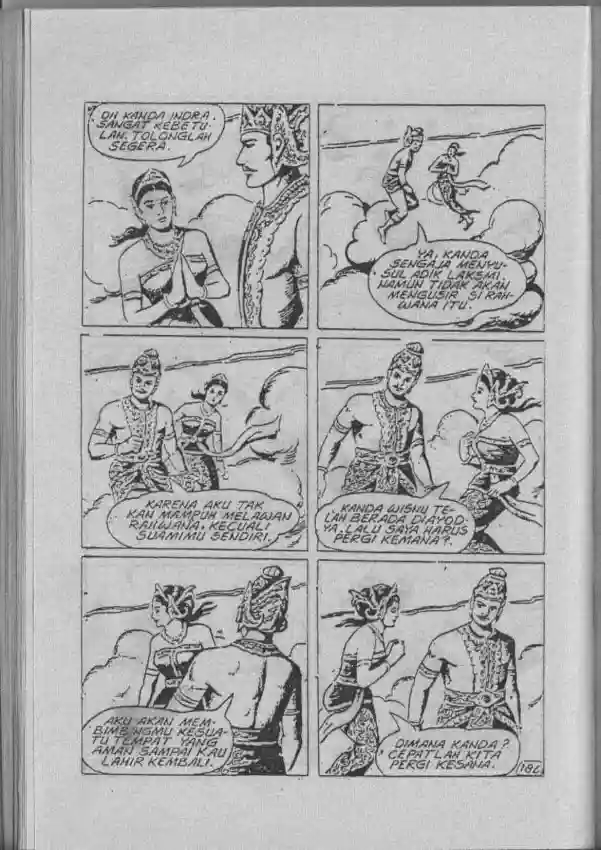 OH KANDA INDRA.
SANGAT KEBETU-
LAN. TOLONGLAH
SEGERA.
YA, KANDA
SENGAJA MENYU-
SUL ADIK LAKSMI.
NAMUN TIDAK AKAN
MENGUSIR SI RAH-
WANA ITU.
KARENA AKU TAK
KAN MAMPUH MELAWAN
RAHWANA, KECUALI
SUAMIMU SENDIRI.
KANDA WISNU TE-
LAH BERADA DIAYOD-
YA. LALU SAYA HARUS
PERGI KEMANA?
AKU AKAN MEM-
BIMBINGMU KESUA-
TU TEMPAT YANG
AMAN SAMPAI KAU
LAHIR KEMBALI.
DIMANA KANDA?
CEPATLAH KITA
PERGI KESANA.